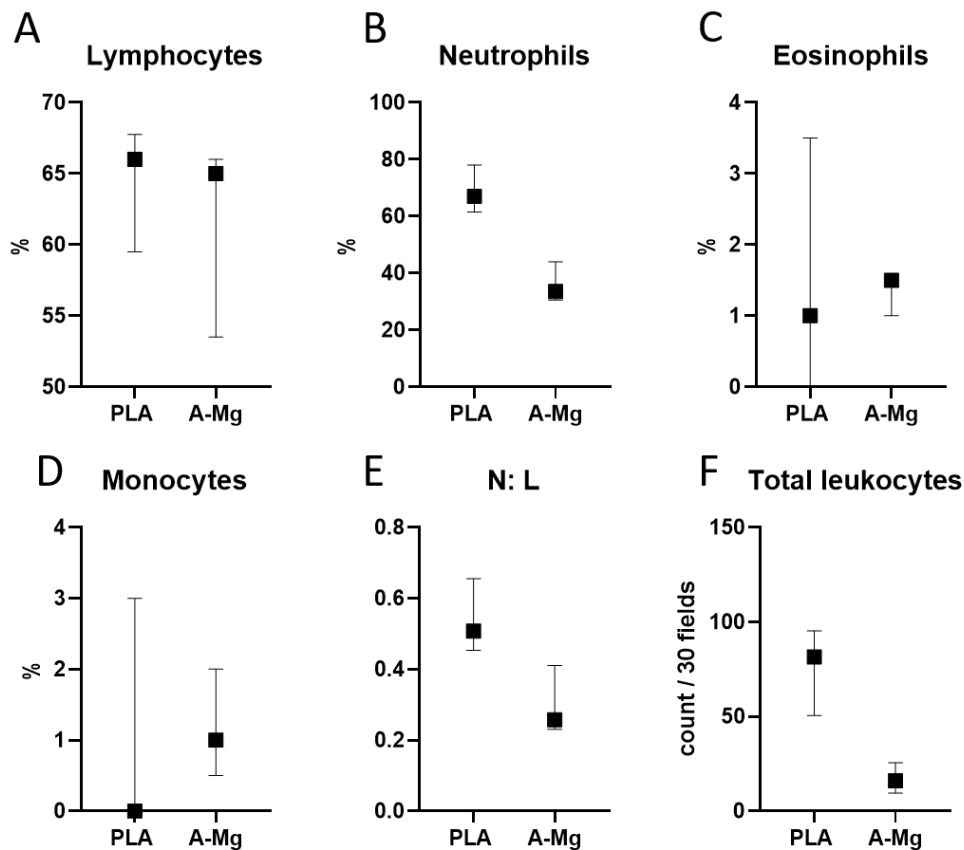 A
Lymphocytes
70
65
60
55
50
%
PLA
A-Mg
B
Neutrophils
100
80
60
40
20
0
%
PLA
A-Mg
C
Eosinophils
4
3
2
1
0
%
PLA
A-Mg
D
Monocytes
4
3
2
1
0
%
PLA
A-Mg
E
N: L
0.8
0.6
0.4
0.2
0.0
PLA
A-Mg
F
Total leukocytes
150
100
50
0
count / 30 fields
PLA
A-Mg